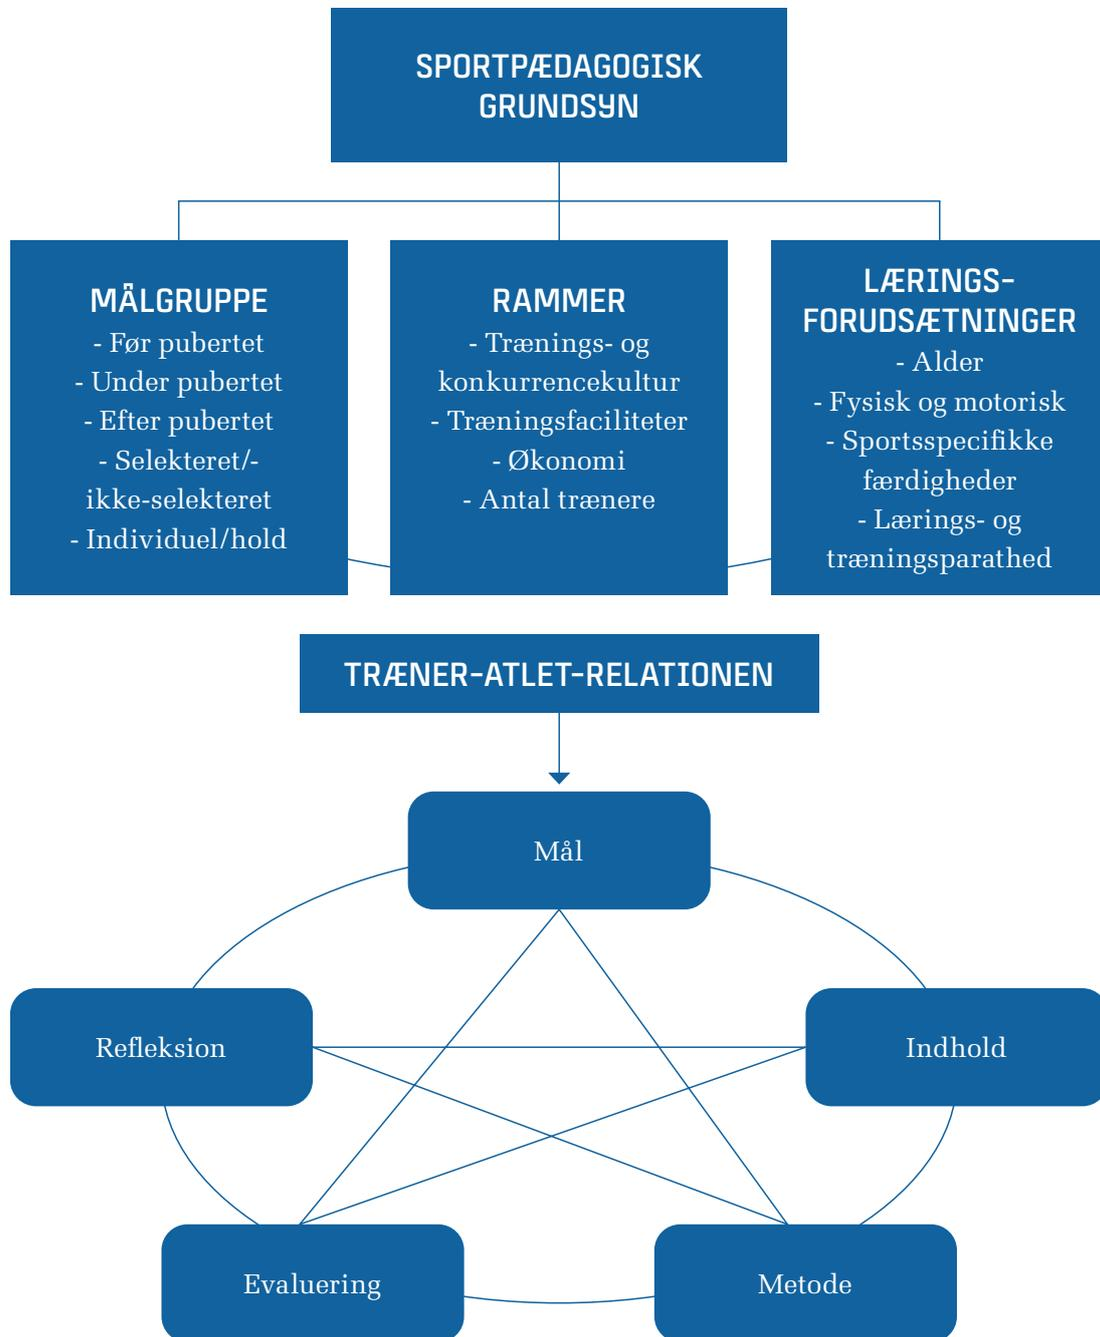 SPORTPÆDAGOGISK
GRUNDSYN
MÅLGRUPPE
- Før pubertet
- Under pubertet
- Efter pubertet
- Selekteret/-
ikke-selekteret
- Individuel/hold
RAMMER
- Trænings- og
konkurrencekultur
- Træningsfaciliteter
- Økonomi
- Antal trænere
LÆRINGS-
FORUDSÆTNINGER
- Alder
- Fysisk og motorisk
- Sportsspecifikke
færdigheder
- Lærings- og
træningsparathed
TRÆNER-ATLET-RELATIONEN
Mål
Refleksion
Indhold
Evaluering
Metode